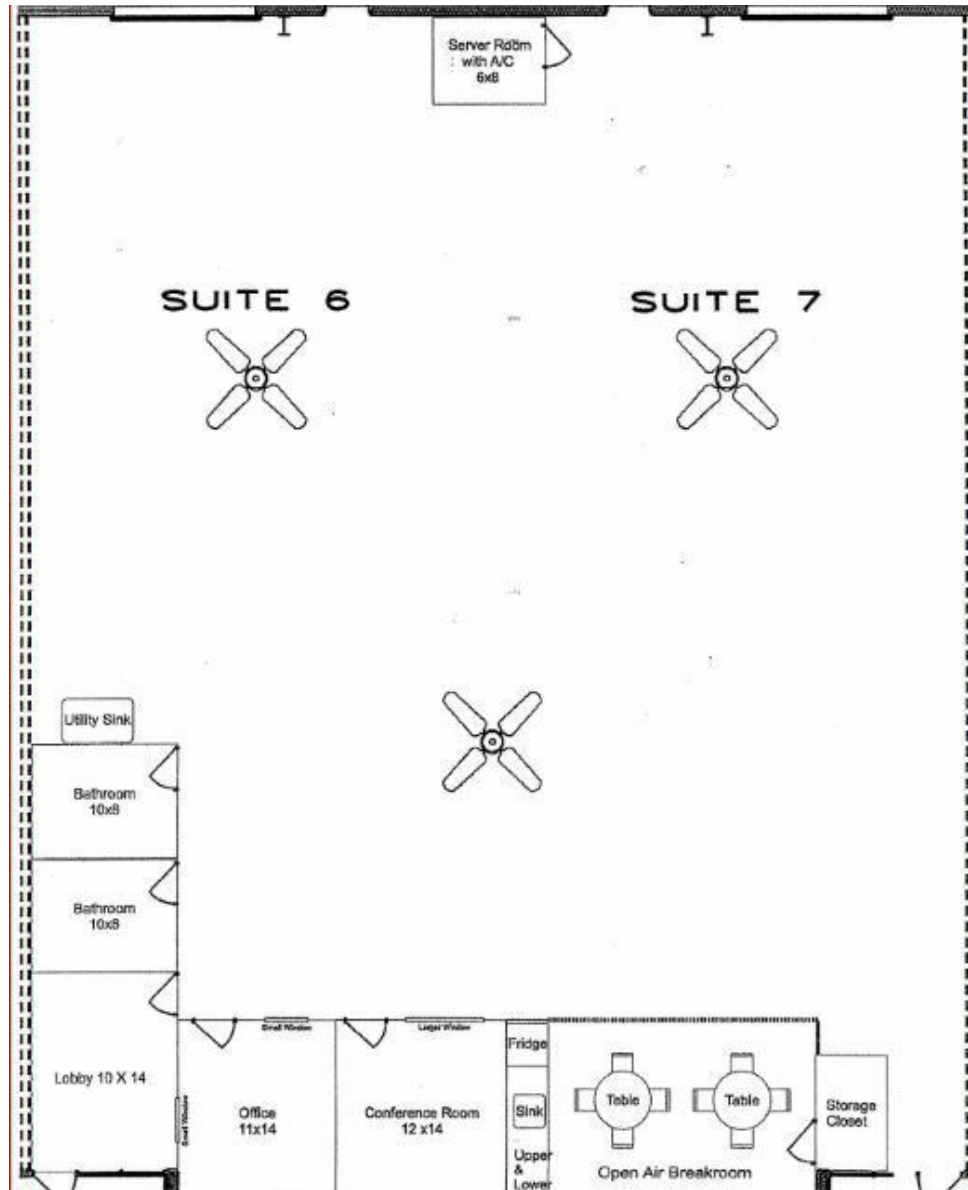 Server Room
with A/C
6x8
SUITE 6
SUITE 7
Utility Sink
Bathroom
10x8
Bathroom
10x8
Lobby 10 X 14
Small Window
Small Window
Office
11x14
Larger Window
Conference Room
12 x14
Fridge
Sink
Upper
&
Lower
Table
Table
Open Air Breakroom
Storage
Closet